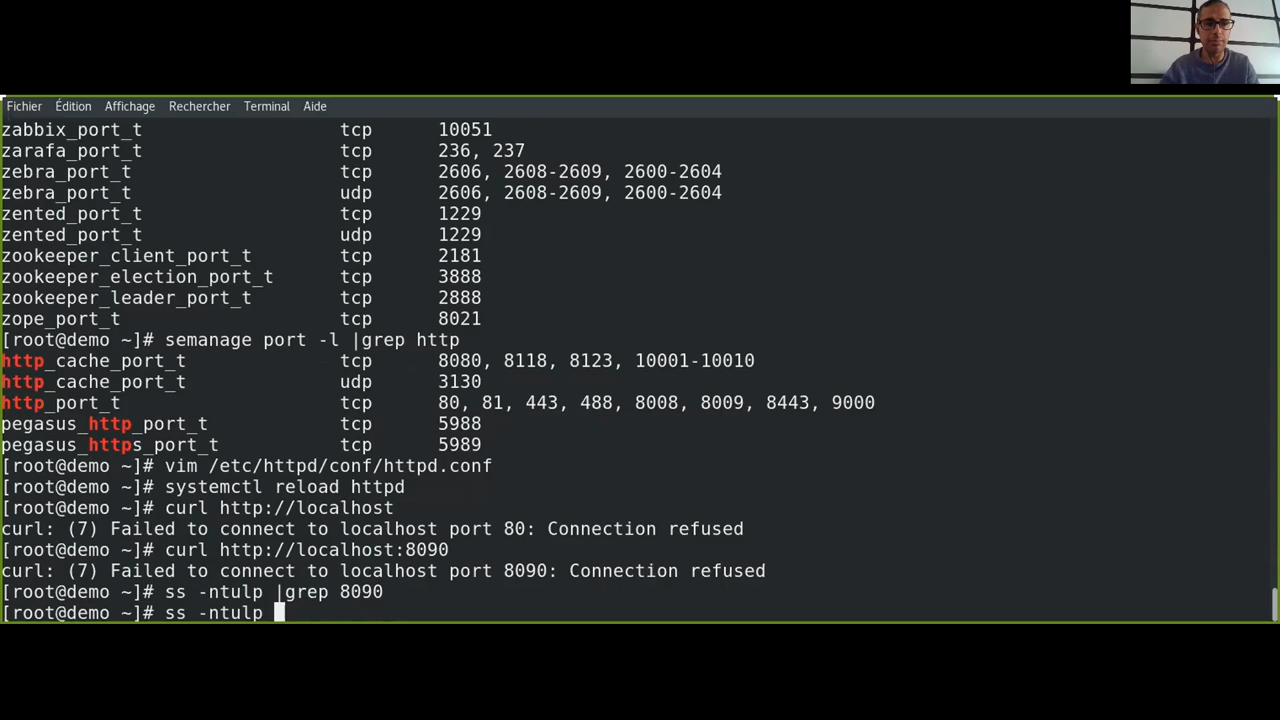 Fichier Édition Affichage Rechercher Terminal Aide
zabbix_port_t tcp 10051
zarafa_port_t tcp 236, 237
zebra_port_t tcp 2606, 2608-2609, 2600-2604
zebra_port_t udp 2606, 2608-2609, 2600-2604
zented_port_t tcp 1229
zented_port_t udp 1229
zookeeper_client_port_t tcp 2181
zookeeper_election_port_t tcp 3888
zookeeper_leader_port_t tcp 2888
zope_port_t tcp 8021
[root@demo ~]# semanage port -l |grep http
http_cache_port_t tcp 8080, 8118, 8123, 10001-10010
http_cache_port_t udp 3130
http_port_t tcp 80, 81, 443, 488, 8008, 8009, 8443, 9000
pegasus_http_port_t tcp 5988
pegasus_https_port_t tcp 5989
[root@demo ~]# vim /etc/httpd/conf/httpd.conf
[root@demo ~]# systemctl reload httpd
[root@demo ~]# curl http://localhost
curl: (7) Failed to connect to localhost port 80: Connection refused
[root@demo ~]# curl http://localhost:8090
curl: (7) Failed to connect to localhost port 8090: Connection refused
[root@demo ~]# ss -ntulp |grep 8090
[root@demo ~]# ss -ntulp